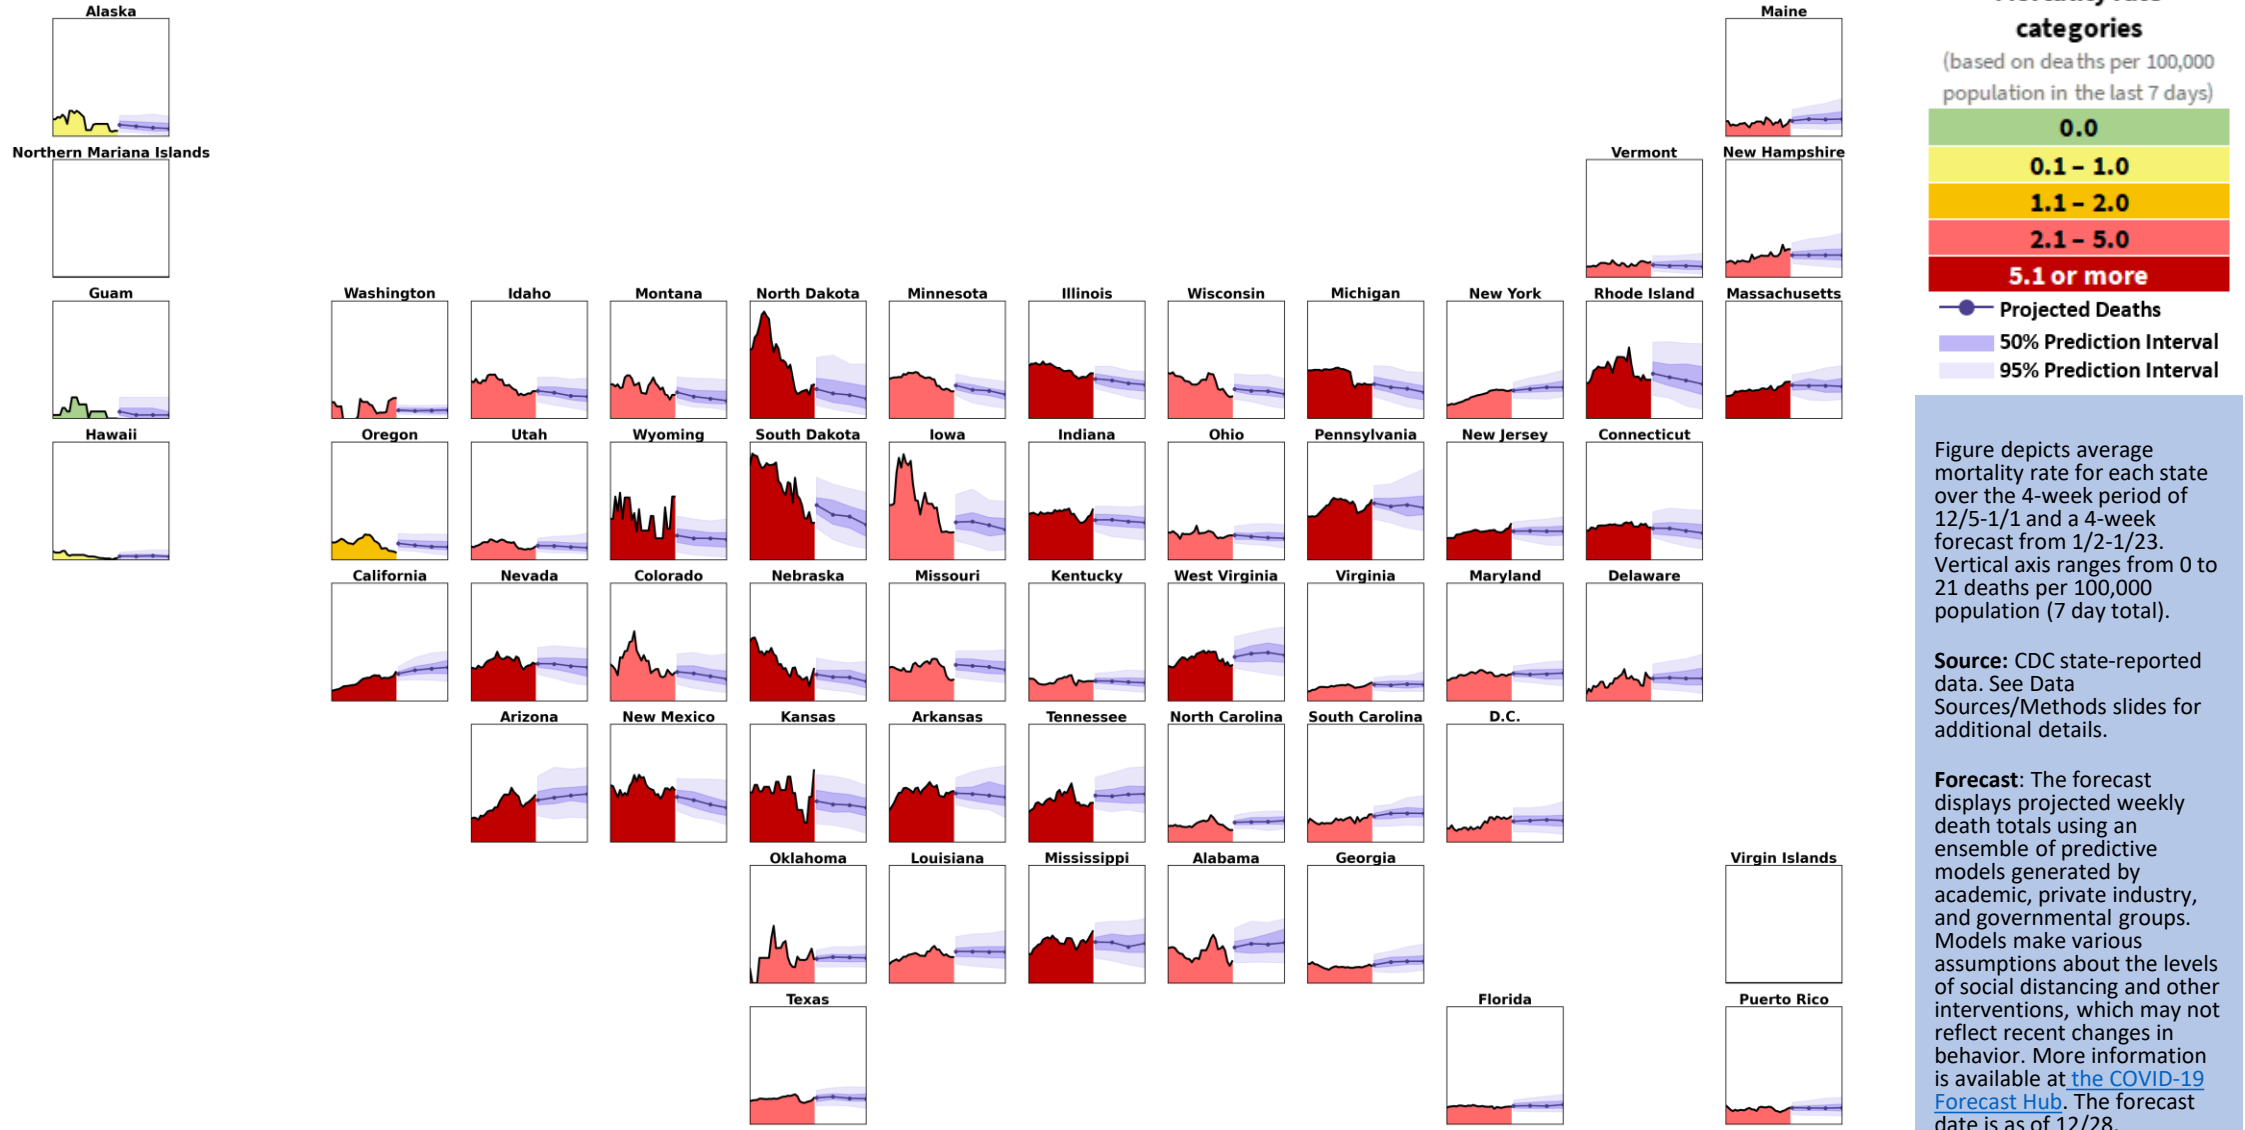 Alaska
Maine
Northern Mariana Islands
Vermont
New Hampshire
Guam
Washington
Idaho
Montana
North Dakota
Minnesota
Illinois
Wisconsin
Michigan
New York
Rhode Island
Massachusetts
Hawaii
Oregon
Utah
Wyoming
South Dakota
Iowa
Indiana
Ohio
Pennsylvania
New Jersey
Connecticut
California
Nevada
Colorado
Nebraska
Missouri
Kentucky
West Virginia
Virginia
Maryland
Delaware
Arizona
New Mexico
Kansas
Arkansas
Tennessee
North Carolina
South Carolina
D.C.
Oklahoma
Louisiana
Mississippi
Alabama
Georgia
Virgin Islands
Texas
Florida
Puerto Rico
categories
(based on deaths per 100,000
population in the last 7 days)
0.0
0.1 – 1.0
1.1 – 2.0
2.1 – 5.0
5.1 or more
Projected Deaths
50% Prediction Interval
95% Prediction Interval
Figure depicts average
mortality rate for each state
over the 4-week period of
12/5-1/1 and a 4-week
forecast from 1/2-1/23.
Vertical axis ranges from 0 to
21 deaths per 100,000
population (7 day total).
Source: CDC state-reported
data. See Data
Sources/Methods slides for
additional details.
Forecast: The forecast
displays projected weekly
death totals using an
ensemble of predictive
models generated by
academic, private industry,
and governmental groups.
Models make various
assumptions about the levels
of social distancing and other
interventions, which may not
reflect recent changes in
behavior. More information
is available at the COVID-19
Forecast Hub. The forecast
date is as of 12/28.